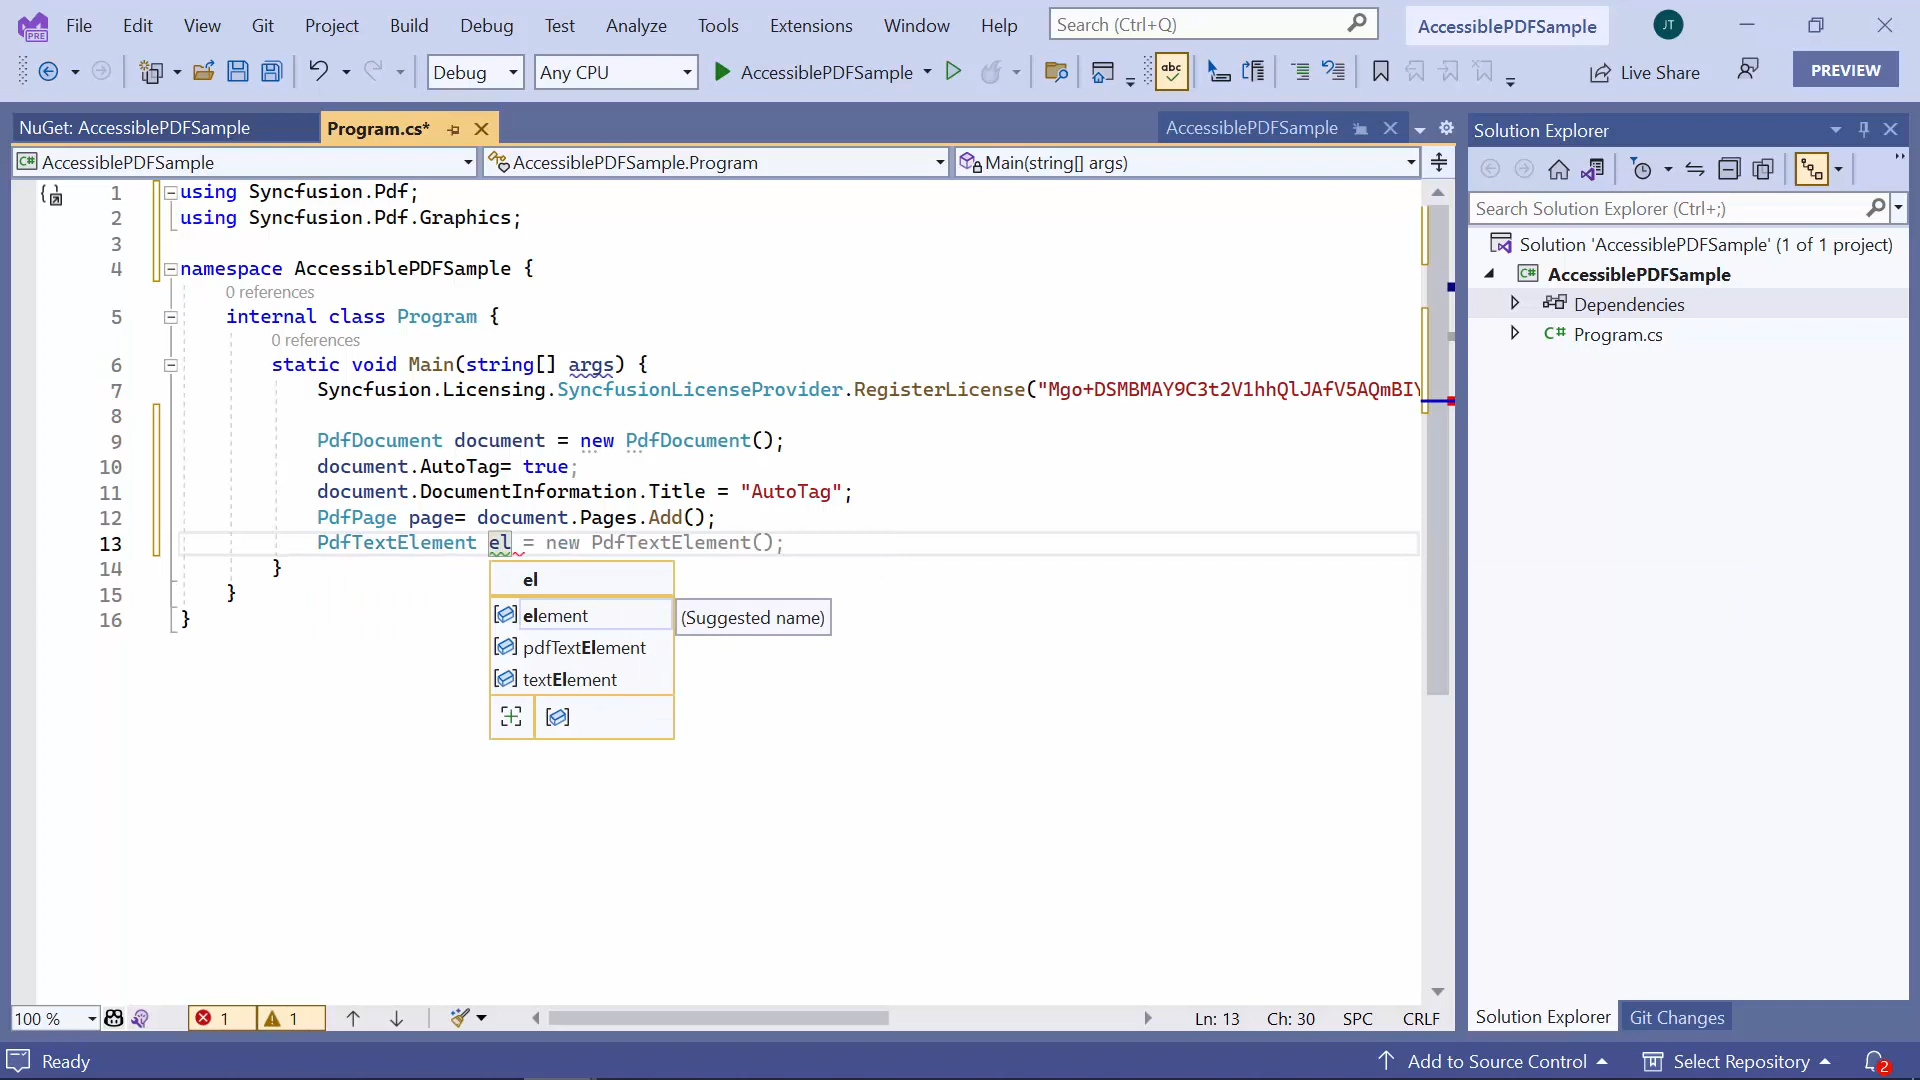 File Edit View Git Project Build Debug Test Analyze Tools Extensions Window Help Search (Ctrl+Q) AccessiblePDFSample JT
PRE
Debug Any CPU AccessiblePDFSample abc Live Share PREVIEW
NuGet: AccessiblePDFSample Program.cs* AccessiblePDFSample Solution Explorer
C# AccessiblePDFSample AccessiblePDFSample.Program Main(string[] args)
1 using Syncfusion.Pdf;
2 using Syncfusion.Pdf.Graphics;
3
4 namespace AccessiblePDFSample {
0 references
5 internal class Program {
0 references
6 static void Main(string[] args) {
7 Syncfusion.Licensing.SyncfusionLicenseProvider.RegisterLicense("Mgo+DSMBMAY9C3t2V1hhQlJAfV5AQmBIY
8
9 PdfDocument document = new PdfDocument();
10 document.AutoTag= true;
11 document.DocumentInformation.Title = "AutoTag";
12 PdfPage page= document.Pages.Add();
13 PdfTextElement el = new PdfTextElement();
14 }
15 }
16 }
el
element (Suggested name)
pdfTextElement
textElement
Search Solution Explorer (Ctrl+;)
Solution 'AccessiblePDFSample' (1 of 1 project)
C# AccessiblePDFSample
Dependencies
C# Program.cs
100 % 1 1 Ln: 13 Ch: 30 SPC CRLF
Solution Explorer Git Changes
Ready Add to Source Control Select Repository 2